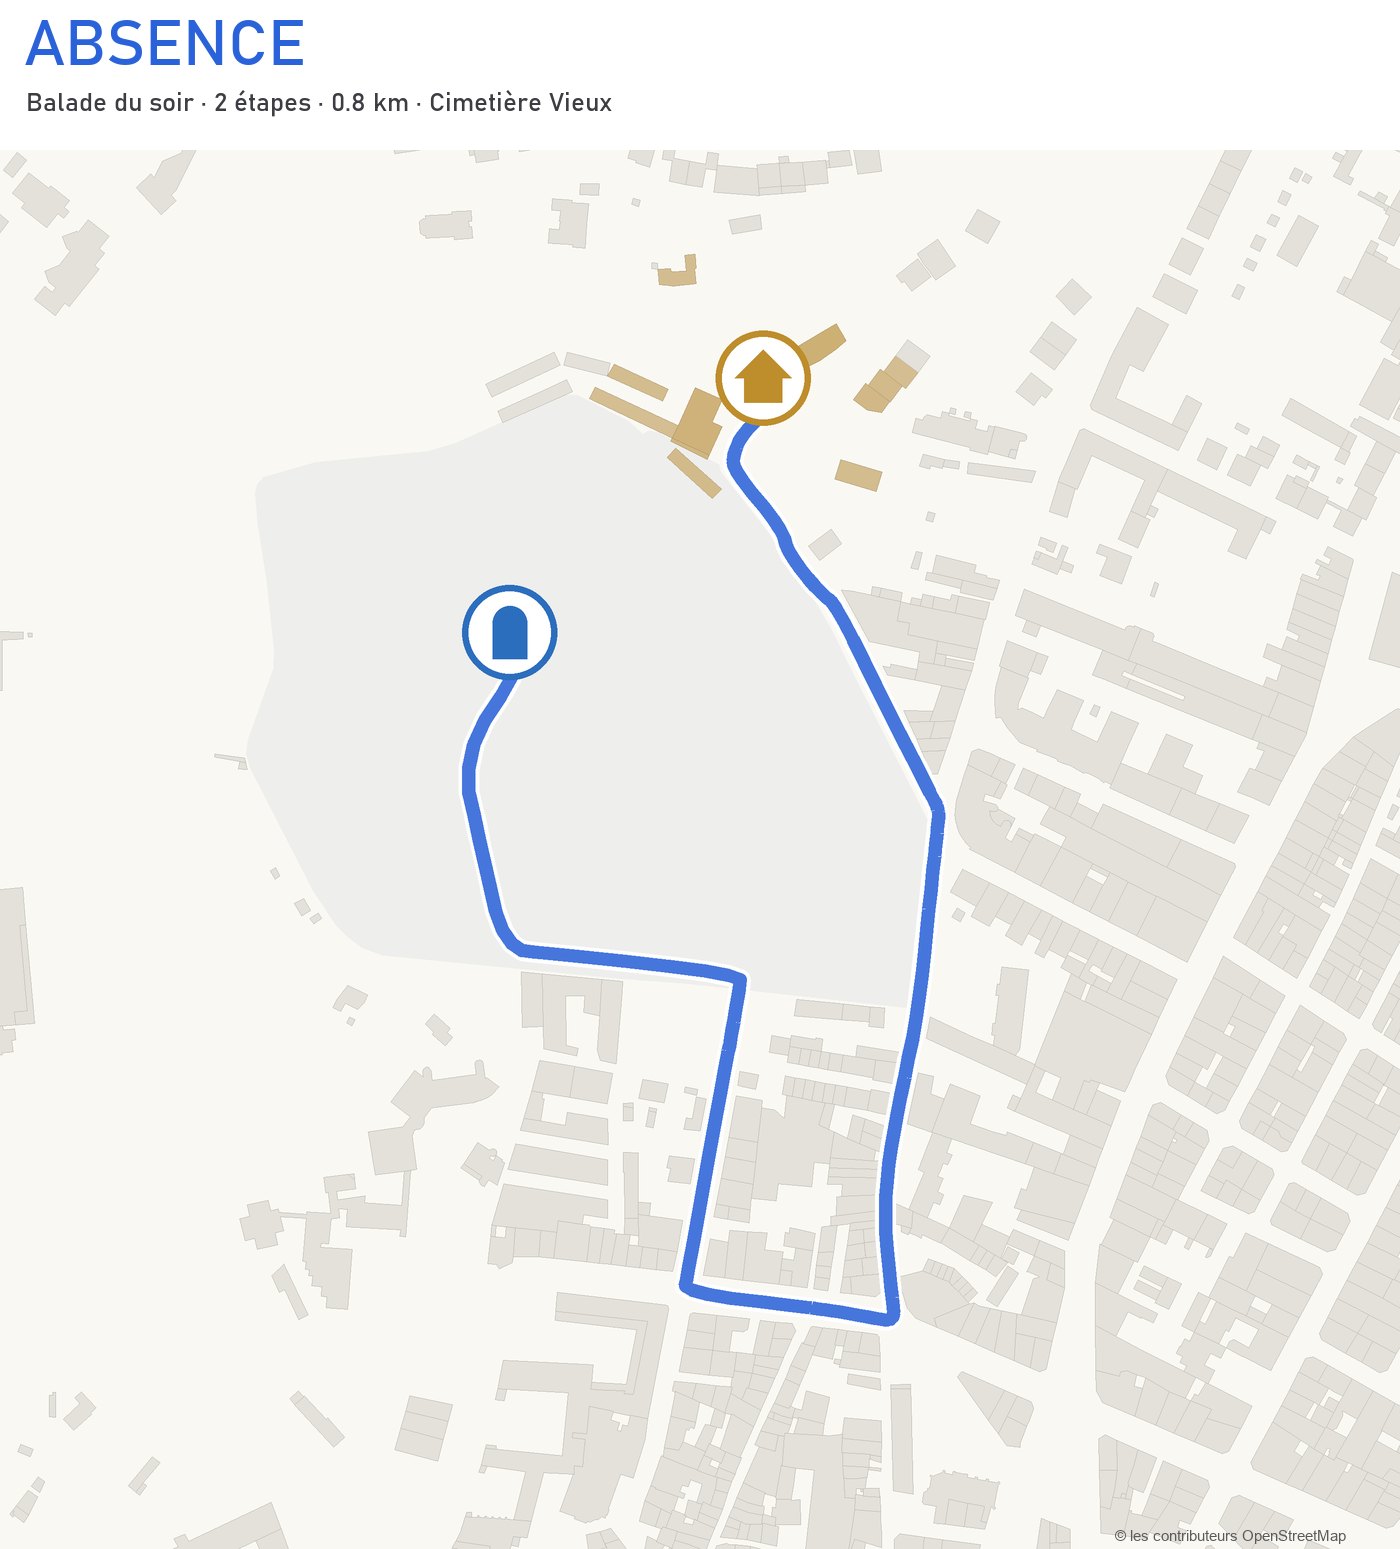 ABSENCE
Balade du soir · 2 étapes · 0.8 km · Cimetière Vieux
© les contributeurs OpenStreetMap